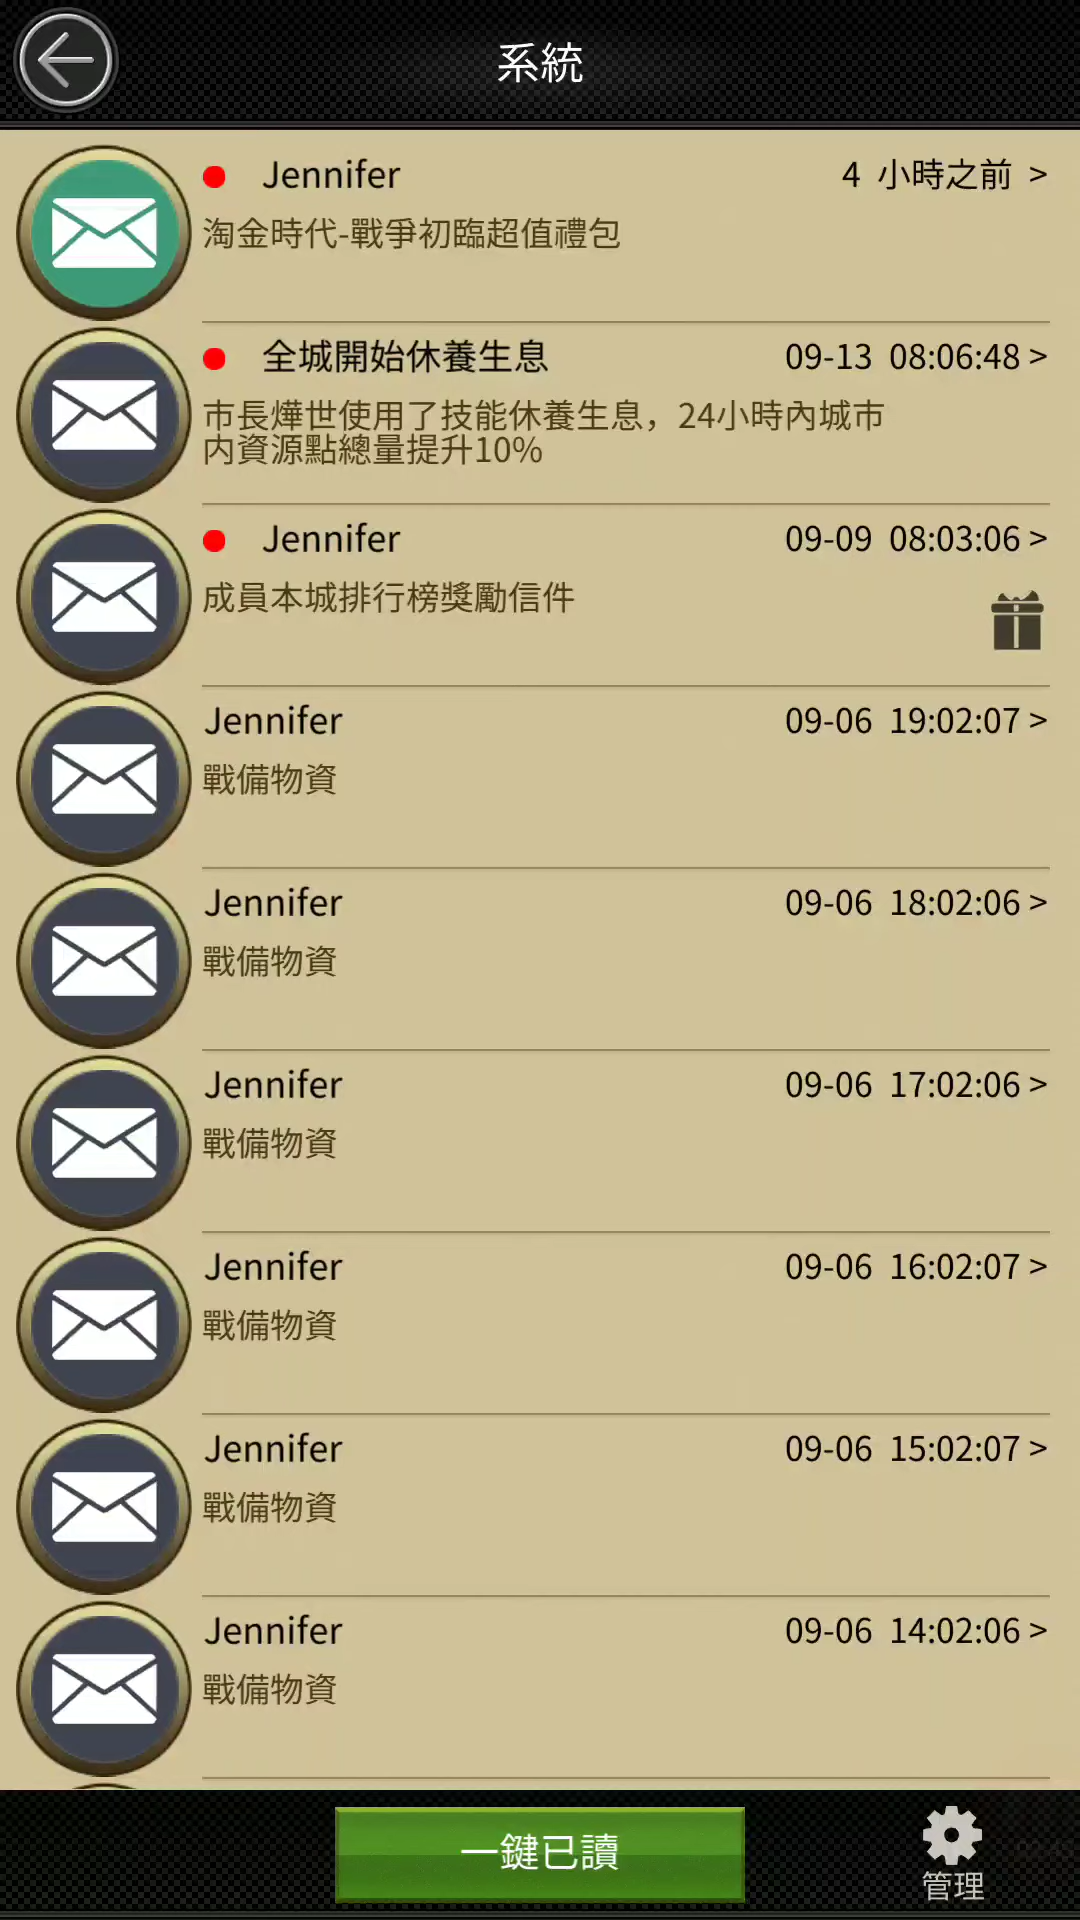 系統
Jennifer 4 小時之前 >
淘金時代-戰爭初臨超值禮包
全城開始休養生息 09-13 08:06:48 >
市長燁世使用了技能休養生息，24小時內城市
内資源點總量提升10%
Jennifer 09-09 08:03:06 >
成員本城排行榜獎勵信件
Jennifer 09-06 19:02:07 >
戰備物資
Jennifer 09-06 18:02:06 >
戰備物資
Jennifer 09-06 17:02:06 >
戰備物資
Jennifer 09-06 16:02:07 >
戰備物資
Jennifer 09-06 15:02:07 >
戰備物資
Jennifer 09-06 14:02:06 >
戰備物資
一鍵已讀
管理